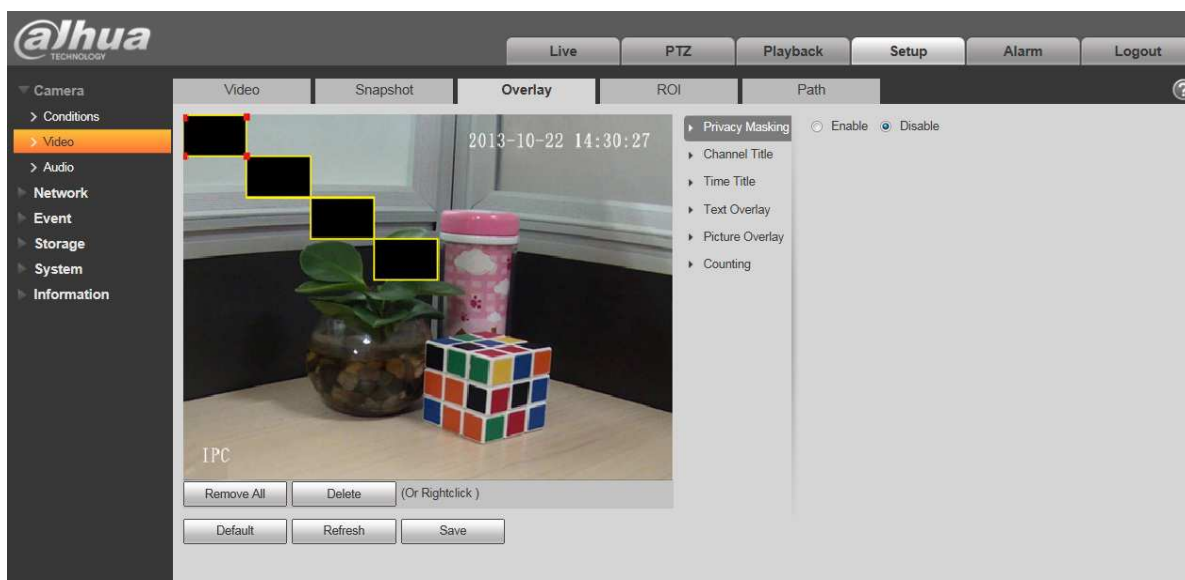 alhua
TECHNOLOGY
Live PTZ Playback Setup Alarm Logout
Camera
Conditions
Video
Audio
Network
Event
Storage
System
Information
Video Snapshot Overlay ROI Path
?
2013-10-22 14:30:27
IPC
Privacy Masking
Channel Title
Time Title
Text Overlay
Picture Overlay
Counting
Enable Disable
Remove All Delete (Or Rightclick )
Default Refresh Save